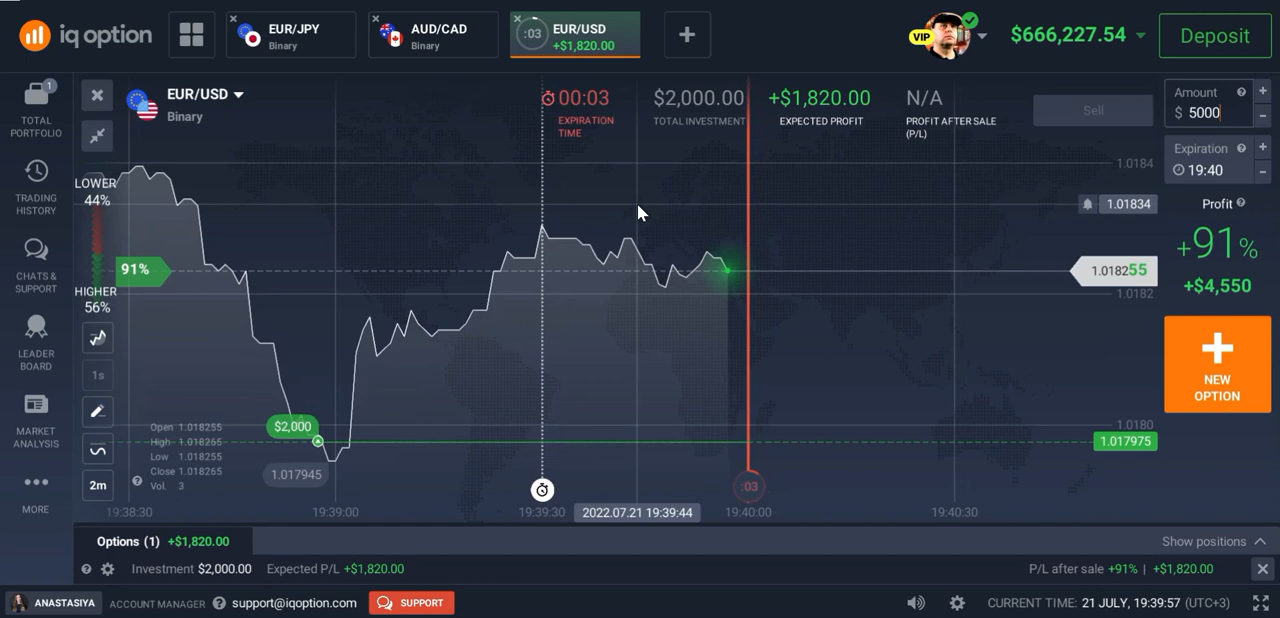 iq option
EUR/JPY
Binary
AUD/CAD
Binary
:03
EUR/USD
+$1,820.00
VIP
$666,227.54
Deposit
1
TOTAL
PORTFOLIO
TRADING
HISTORY
CHATS &
SUPPORT
LEADER
BOARD
MARKET
ANALYSIS
MORE
EUR/USD
Binary
00:03
EXPIRATION
TIME
$2,000.00
TOTAL INVESTMENT
+$1,820.00
EXPECTED PROFIT
N/A
PROFIT AFTER SALE
(P/L)
Sell
Amount
$ 5000
+
-
Expiration
19:40
+
-
Profit
+91%
+$4,550
NEW
OPTION
LOWER
44%
91%
HIGHER
56%
1s
2m
1.0184
1.01834
1.018255
1.0182
1.0180
1.017975
$2,000
1.017945
Open 1.018255
High 1.018265
Low 1.018255
Close 1.018265
Vol. 3
:03
19:38:30
19:39:00
19:39:30
2022.07.21 19:39:44
19:40:00
19:40:30
Options (1) +$1,820.00
Show positions
Investment $2,000.00 Expected P/L +$1,820.00
P/L after sale +91% | +$1,820.00
ANASTASIYA
ACCOUNT MANAGER
support@iqoption.com
SUPPORT
CURRENT TIME: 21 JULY, 19:39:57 (UTC+3)